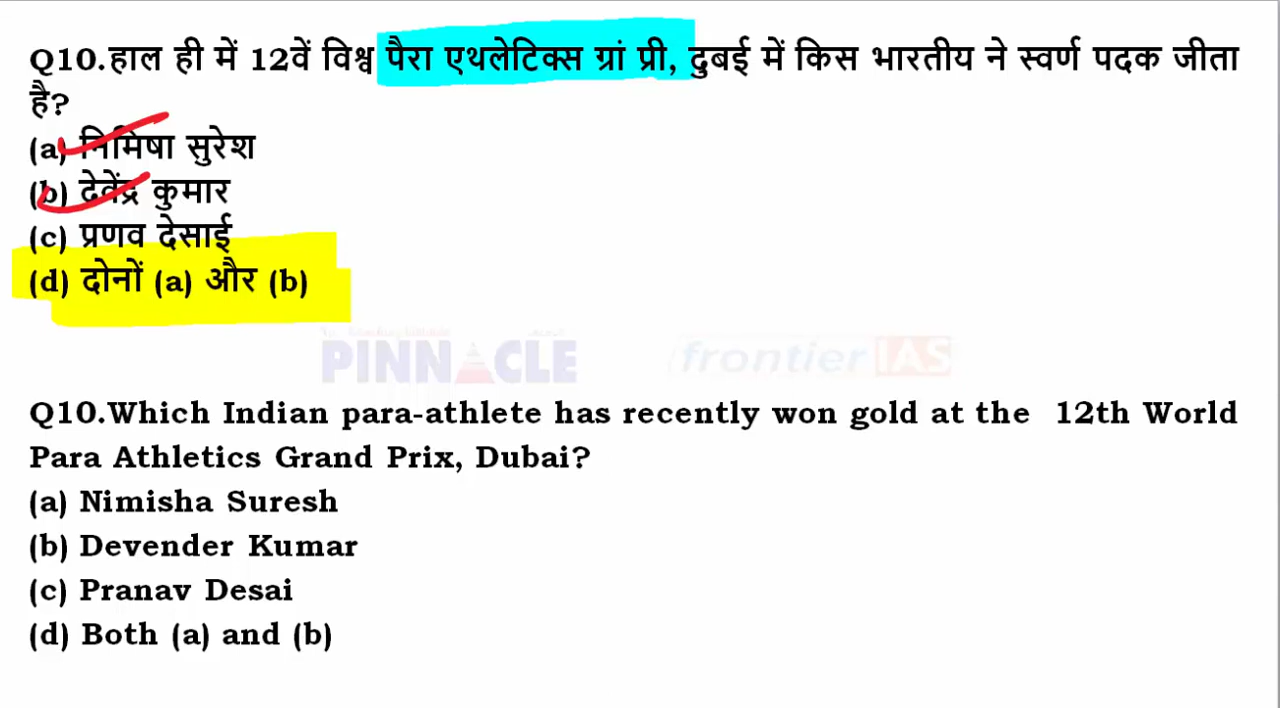 Q10.हाल ही में 12वें विश्व पैरा एथलेटिक्स ग्रां प्री, दुबई में किस भारतीय ने स्वर्ण पदक जीता
है?
(a) निमिषा सुरेश
(b) देवेंद्र कुमार
(c) प्रणव देसाई
(d) दोनों (a) और (b)
PINNACLE frontier IAS
Q10.Which Indian para-athlete has recently won gold at the 12th World
Para Athletics Grand Prix, Dubai?
(a) Nimisha Suresh
(b) Devender Kumar
(c) Pranav Desai
(d) Both (a) and (b)